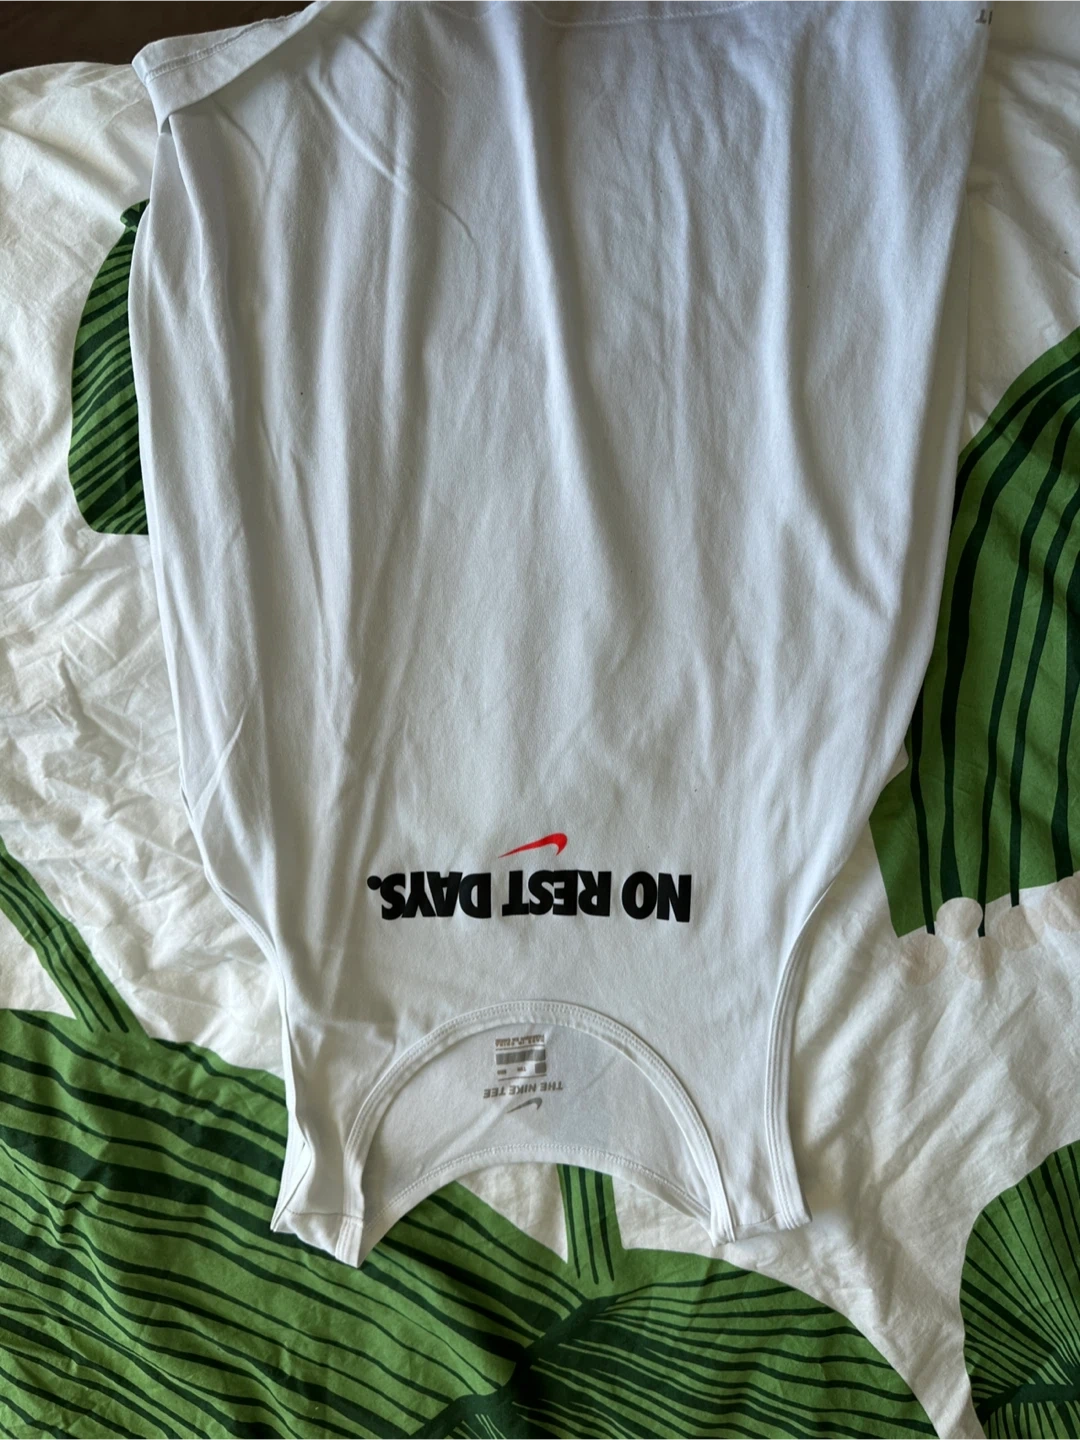 NO REST DAYS.
THE NIKE TEE